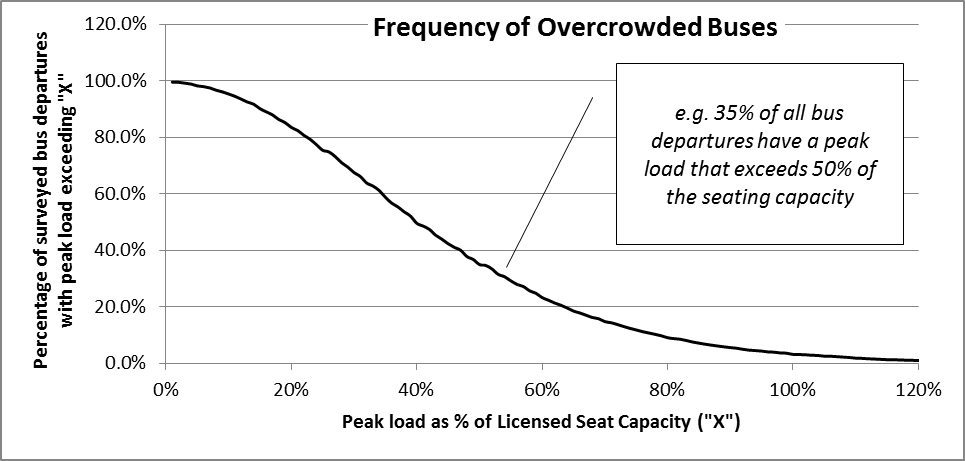 Frequency of Overcrowded Buses
Percentage of surveyed bus departures
with peak load exceeding "X"
120.0%
100.0%
80.0%
60.0%
40.0%
20.0%
0.0%
e.g. 35% of all bus
departures have a peak
load that exceeds 50% of
the seating capacity
0% 20% 40% 60% 80% 100% 120%
Peak load as % of Licensed Seat Capacity ("X")